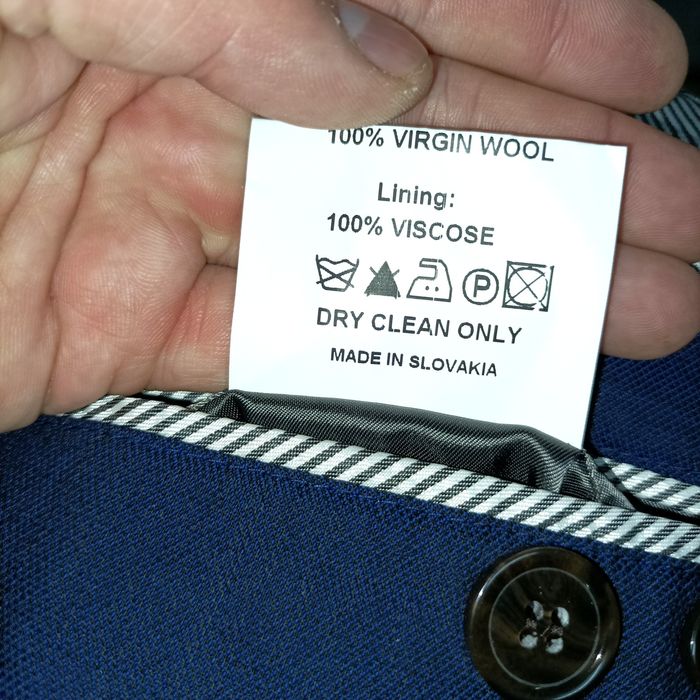 100% VIRGIN WOOL
Lining:
100% VISCOSE
P
DRY CLEAN ONLY
MADE IN SLOVAKIA